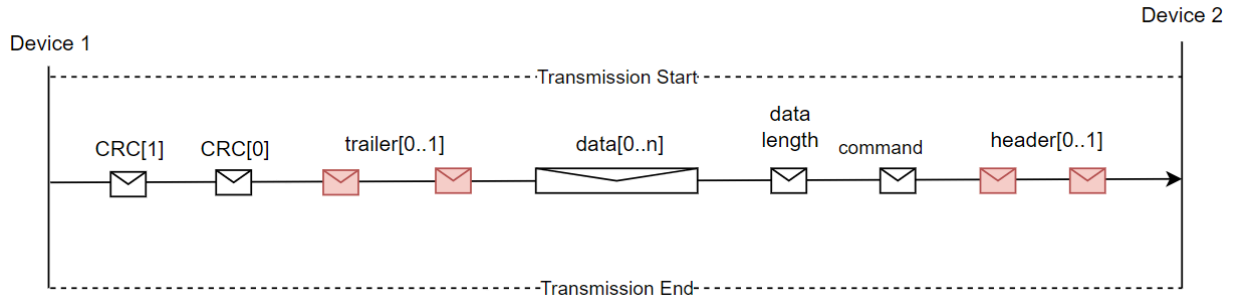 Device 2
Device 1
Transmission Start
data
length
CRC[1]
CRC[0]
trailer[0..1]
data[0..n]
command
header[0..1]
Transmission End